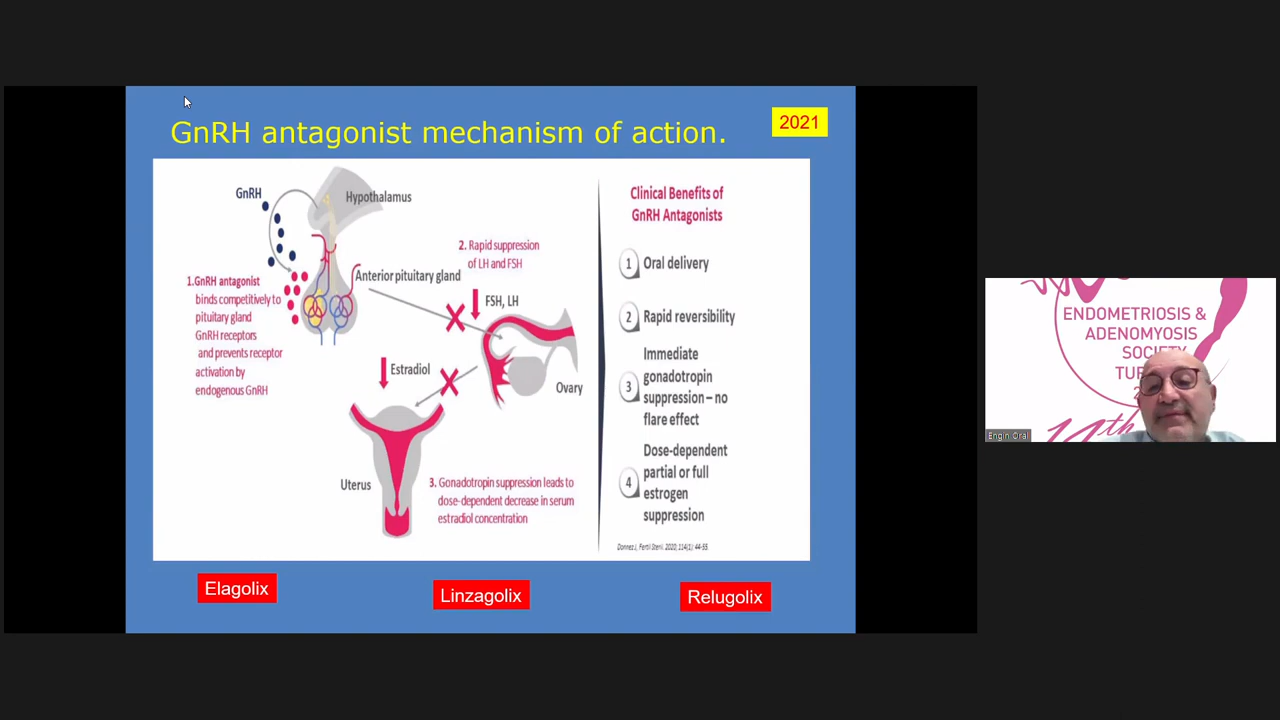 GnRH antagonist mechanism of action.
2021
GnRH
Hypothalamus
1.GnRH antagonist
binds competitively to
pituitary gland
GnRH receptors
and prevents receptor
activation by
endogenous GnRH
Anterior pituitary gland
2. Rapid suppression
of LH and FSH
FSH, LH
Estradiol
Ovary
Uterus
3. Gonadotropin suppression leads to
dose-dependent decrease in serum
estradiol concentration
Clinical Benefits of
GnRH Antagonists
1 Oral delivery
2 Rapid reversibility
3 Immediate
gonadotropin
suppression – no
flare effect
4 Dose-dependent
partial or full
estrogen
suppression
Donnez J, Fertil Steril. 2020; 114(1): 44-55.
Elagolix
Linzagolix
Relugolix
ENDOMETRIOSIS &
ADENOMYOSIS
SOCIETY
Engin Oral